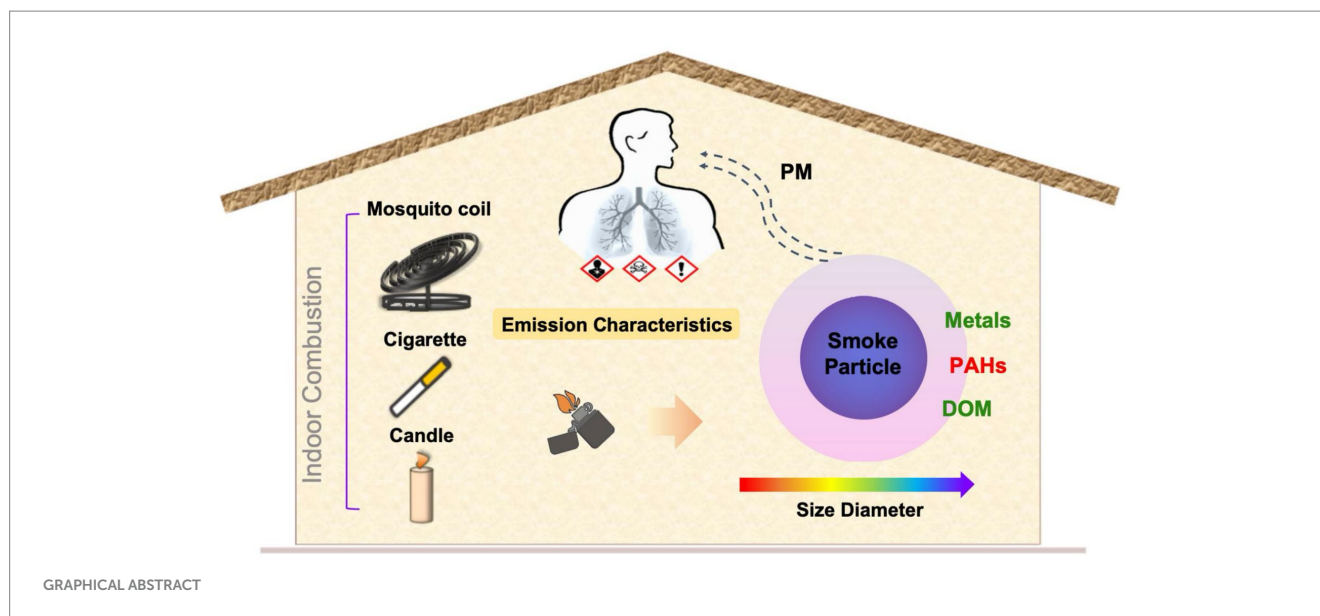 PM
Mosquito coil
Indoor Combustion
Cigarette
Candle
Emission Characteristics
Smoke
Particle
Metals
PAHs
DOM
Size Diameter
GRAPHICAL ABSTRACT